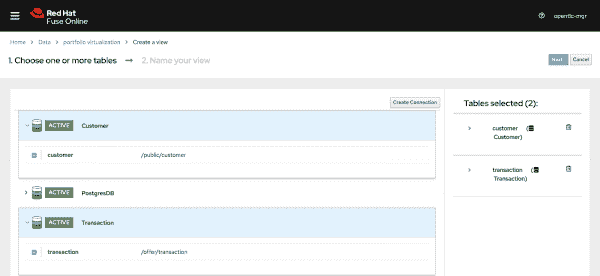 Red Hat
Fuse Online
opentlc-mgr
Home > Data > portfolio virtualization > Create a view
1. Choose one or more tables → 2. Name your view
Next Cancel
Create Connection
Tables selected (2):
ACTIVE Customer
customer /public/customer
ACTIVE PostgresDB
ACTIVE Transaction
transaction /offer/transaction
> customer (
Customer)
> transaction (
Transaction)